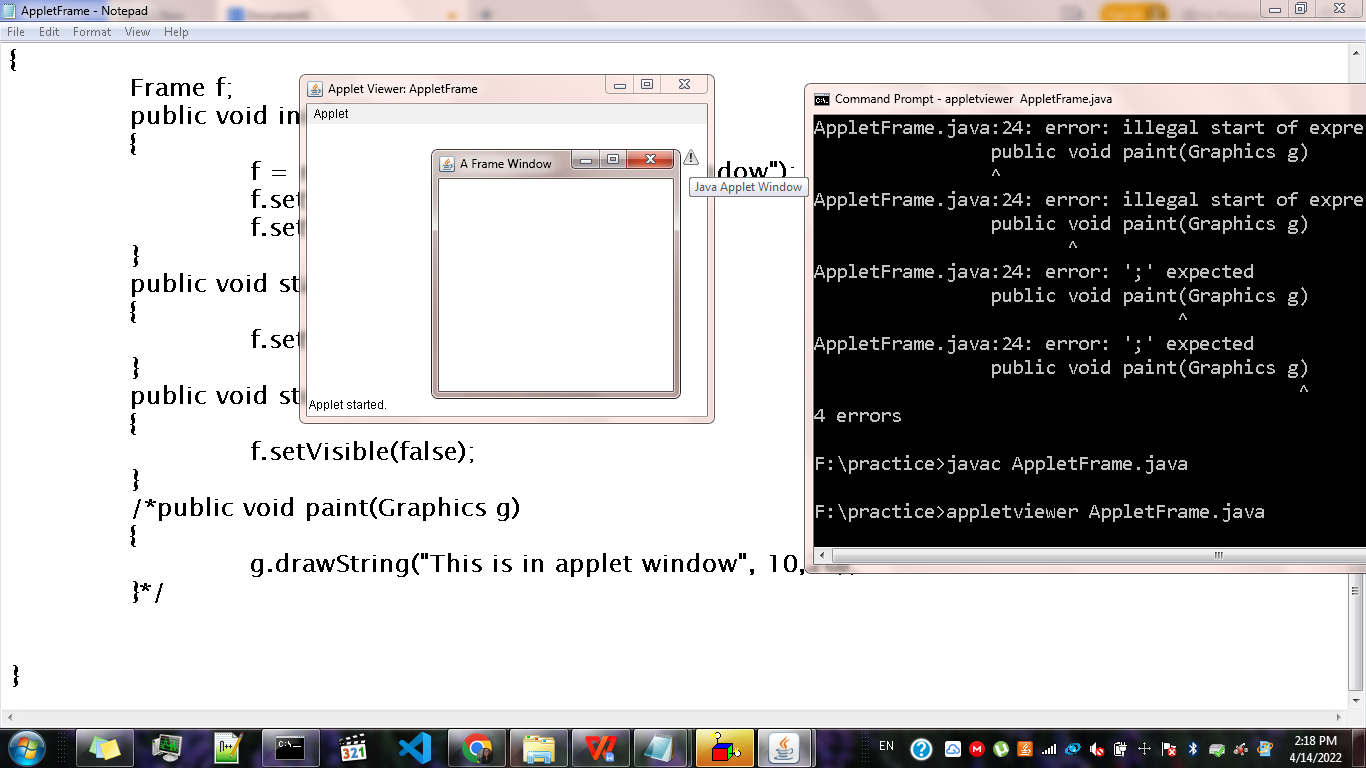 AppletFrame - Notepad
File Edit Format View Help
{
Frame f;
public void in
{
f =
dow");
f.set
f.set
}
public void st
{
f.set
}
public void st
{
f.setVisible(false);
}
/*public void paint(Graphics g)
{
g.drawString("This is in applet window", 10,
}*/
}
Applet Viewer: AppletFrame
Applet
A Frame Window
Java Applet Window
Applet started.
Command Prompt - appletviewer AppletFrame.java
AppletFrame.java:24: error: illegal start of expre
public void paint(Graphics g)
^
AppletFrame.java:24: error: illegal start of expre
public void paint(Graphics g)
^
AppletFrame.java:24: error: ';' expected
public void paint(Graphics g)
^
AppletFrame.java:24: error: ';' expected
public void paint(Graphics g)
^
4 errors
F:\practice>javac AppletFrame.java
F:\practice>appletviewer AppletFrame.java
EN
2:18 PM
4/14/2022